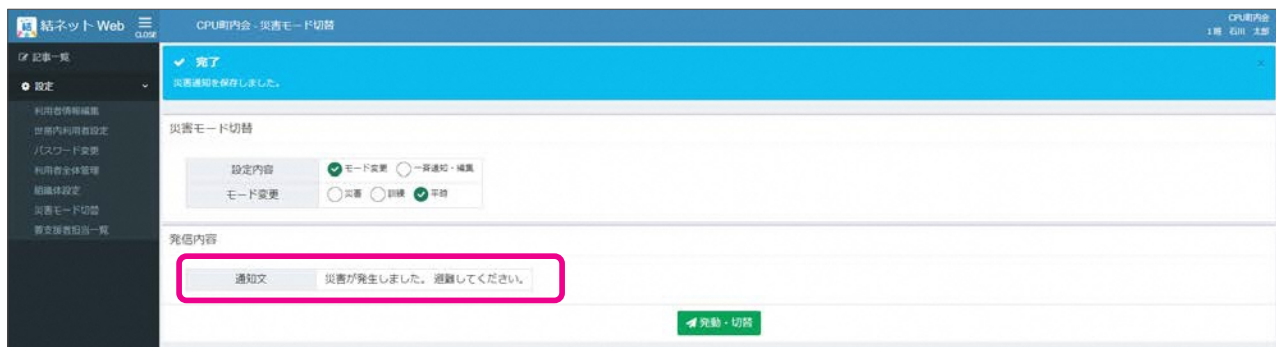 結ネット Web
CLOSE
CPU町内会 - 災害モード切替
CPU町内会
1班 石川 太郎
記事一覧
設定
利用者情報編集
世帯内利用者設定
パスワード変更
利用者全体管理
組織体設定
災害モード切替
要支援者担当一覧
完了
×
災害通知を保存しました。
災害モード切替
設定内容 モード変更 一斉通知・編集
モード変更 災害 訓練 平時
発信内容
通知文 災害が発生しました。避難してください。
発動・切替